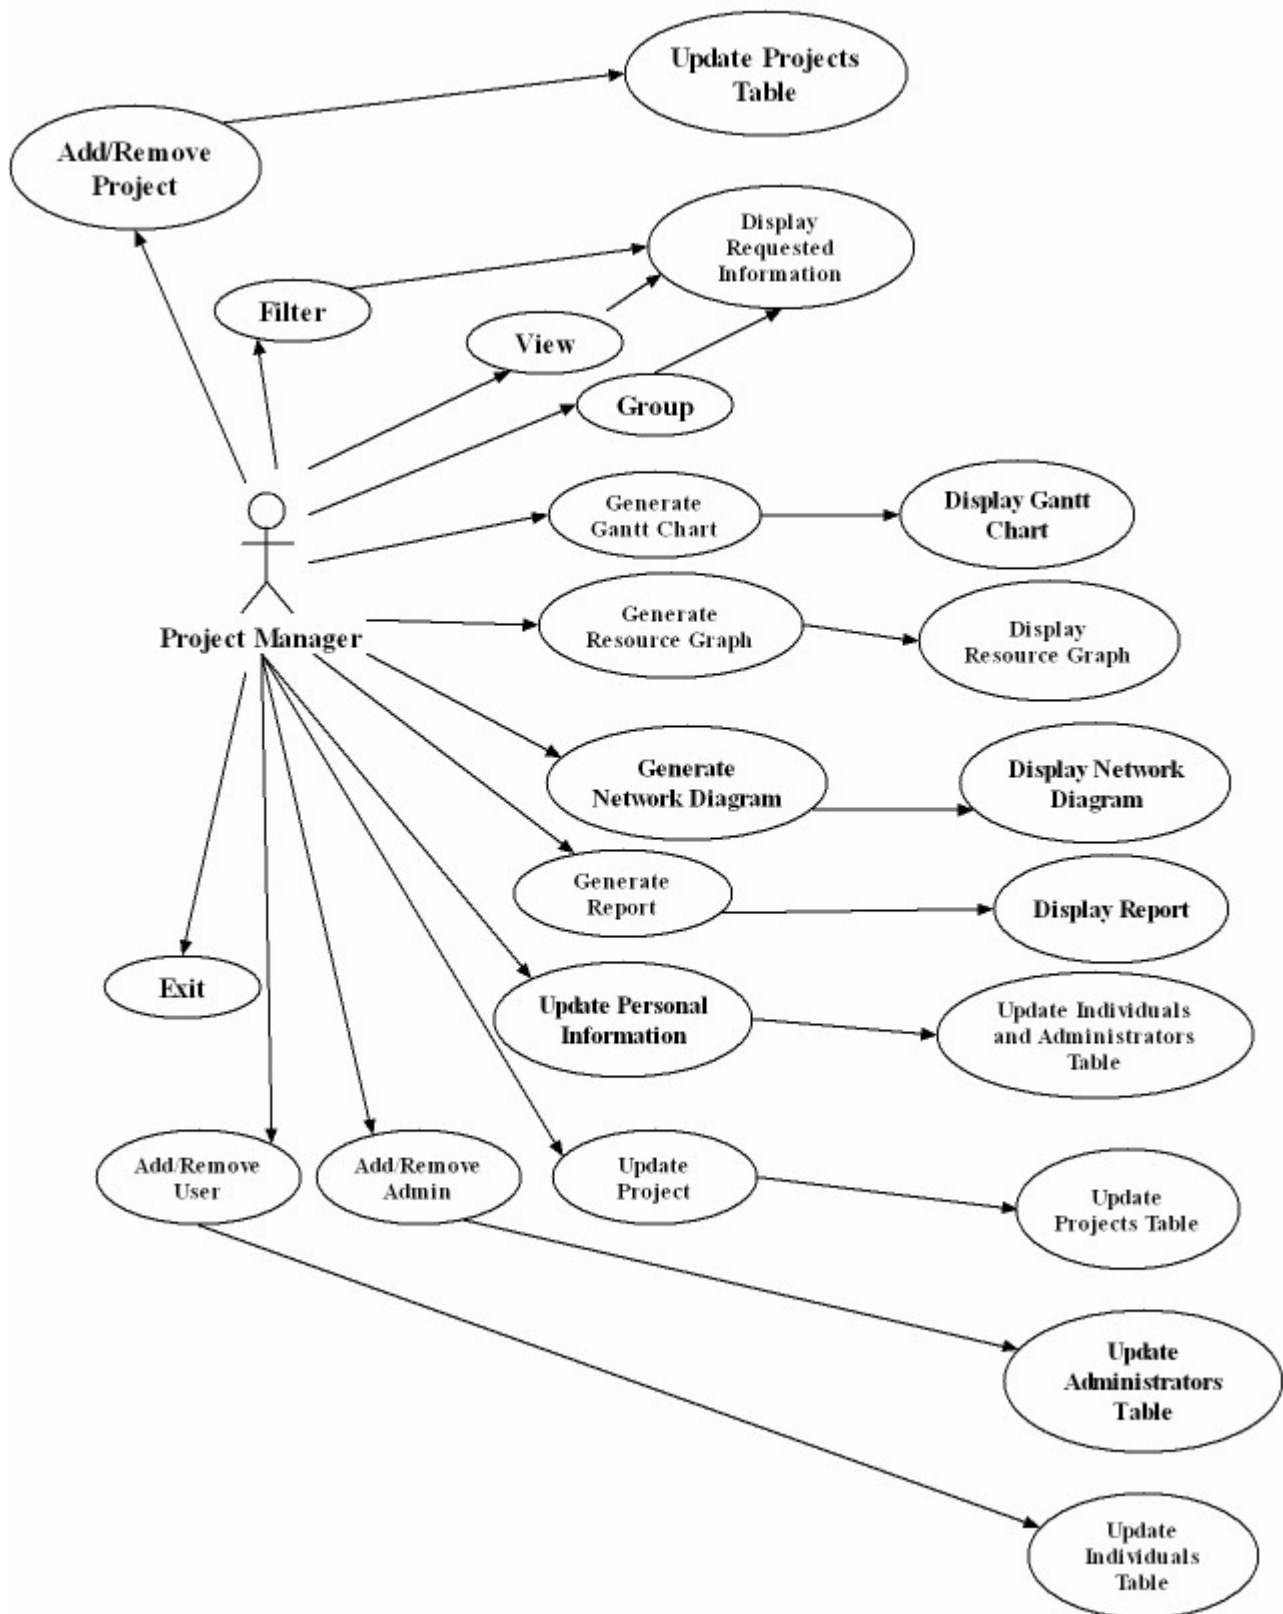 Update Projects
Table
Add/Remove
Project
Display
Requested
Information
Filter
View
Group
Generate
Gantt Chart
Display Gantt
Chart
Generate
Resource Graph
Display
Resource Graph
Project Manager
Generate
Network Diagram
Display Network
Diagram
Generate
Report
Display Report
Exit
Update Personal
Information
Update Individuals
and Administrators
Table
Add/Remove
User
Add/Remove
Admin
Update
Project
Update
Projects Table
Update
Administrators
Table
Update
Individuals
Table